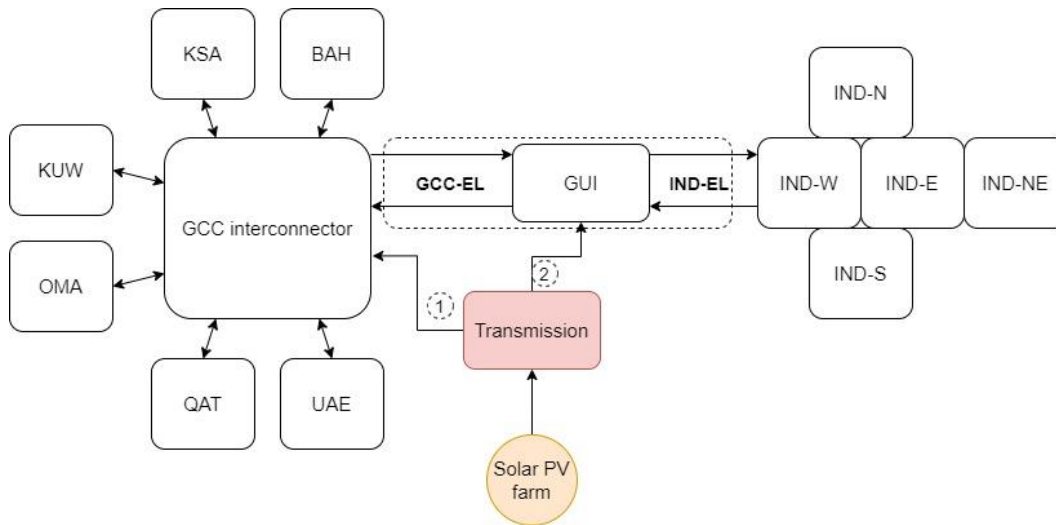 KSA
BAH
IND-N
KUW
GCC-EL
GUI
IND-EL
IND-W
IND-E
IND-NE
GCC interconnector
OMA
2
IND-S
1
Transmission
QAT
UAE
Solar PV
farm